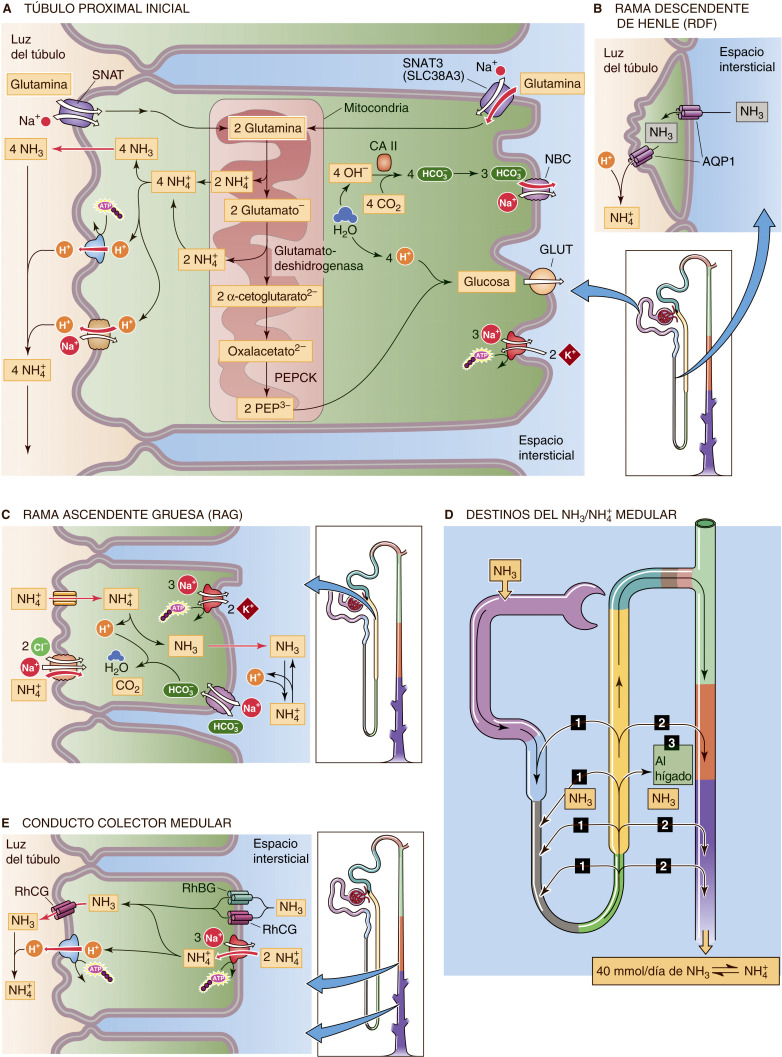 A TÚBULO PROXIMAL INICIAL
Luz
del túbulo
SNAT
Glutamina
Na+
SNAT3
(SLC38A3)
Na+
Glutamina
Mitocondria
2 Glutamina
4 NH3
4 NH3
4 NH4+
2 NH4+
2 Glutamato−
2 NH4+
Glutamato-
deshidrogenasa
2 α-cetoglutarato2−
Oxalacetato2−
PEPCK
2 PEP3−
CA II
4 OH−
4 HCO3−
3 HCO3−
4 CO2
H2O
4 H+
NBC
Na+
GLUT
Glucosa
3 Na+
ATP
2 K+
ATP
H+
H+
H+
H+
Na+
4 NH4+
Espacio
intersticial
B RAMA DESCENDENTE
DE HENLE (RDF)
Luz
del túbulo
Espacio
intersticial
NH3
NH3
AQP1
H+
NH4+
C RAMA ASCENDENTE GRUESA (RAG)
NH4+
NH4+
3 Na+
ATP
2 K+
H+
NH3
NH3
2 Cl−
Na+
NH4+
H2O
CO2
HCO3−
Na+
HCO3−
H+
NH4+
D DESTINOS DEL NH3/NH4+ MEDULAR
NH3
1
2
3
Al
hígado
1
NH3
NH3
1
2
1
2
40 mmol/día de NH3 ⇌ NH4+
E CONDUCTO COLECTOR MEDULAR
Luz
del túbulo
Espacio
intersticial
RhCG
NH3
NH3
RhBG
NH3
RhCG
H+
H+
3 Na+
NH4+
2 NH4+
ATP
ATP
NH4+